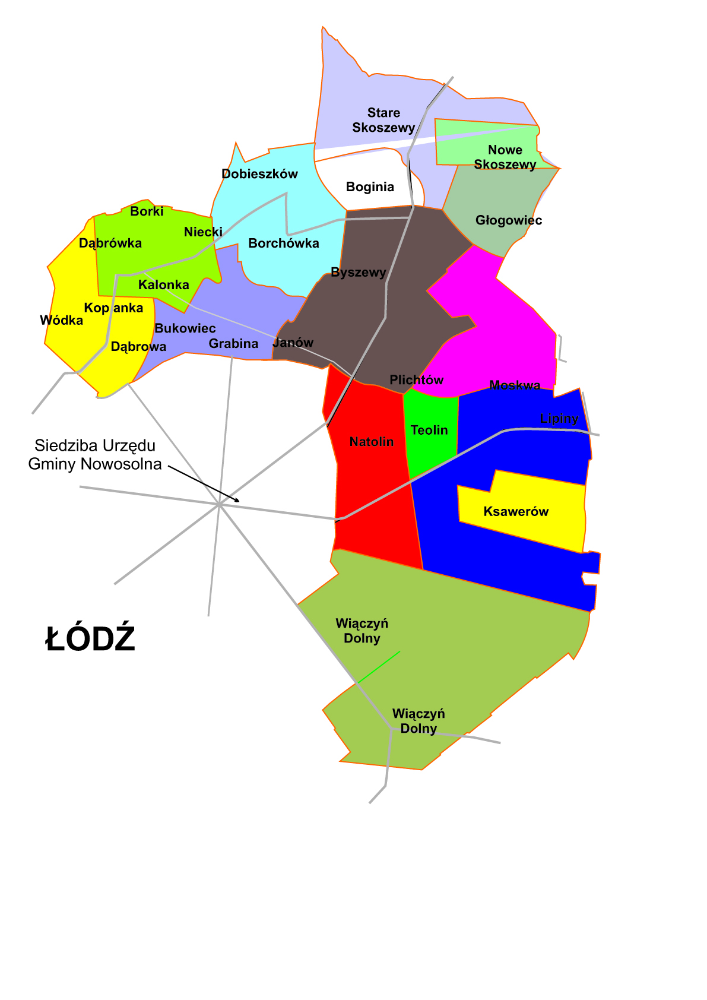 Stare
Skoszewy
Nowe
Skoszewy
Dobieszków
Boginia
Borki
Głogowiec
Niecki
Dąbrówka
Borchówka
Byszewy
Kalonka
Kopanka
Wódka
Bukowiec
Grabina
Janów
Dąbrowa
Plichtów
Moskwa
Lipiny
Teolin
Natolin
Siedziba Urzędu
Gminy Nowosolna
Ksawerów
Wiączyń
Dolny
ŁÓDŹ
Wiączyń
Dolny